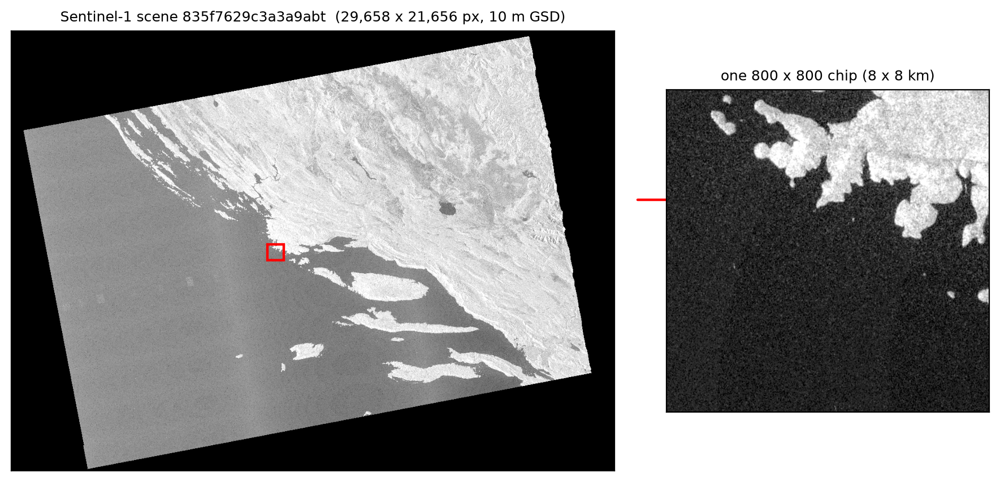 Sentinel-1 scene 835f7629c3a3a9abt  (29,658 x 21,656 px, 10 m GSD)
one 800 x 800 chip (8 x 8 km)